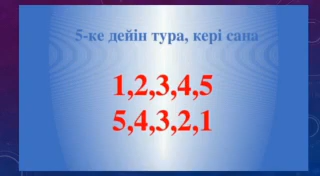 5-ке дейін тура, кері сана
1,2,3,4,5
5,4,3,2,1